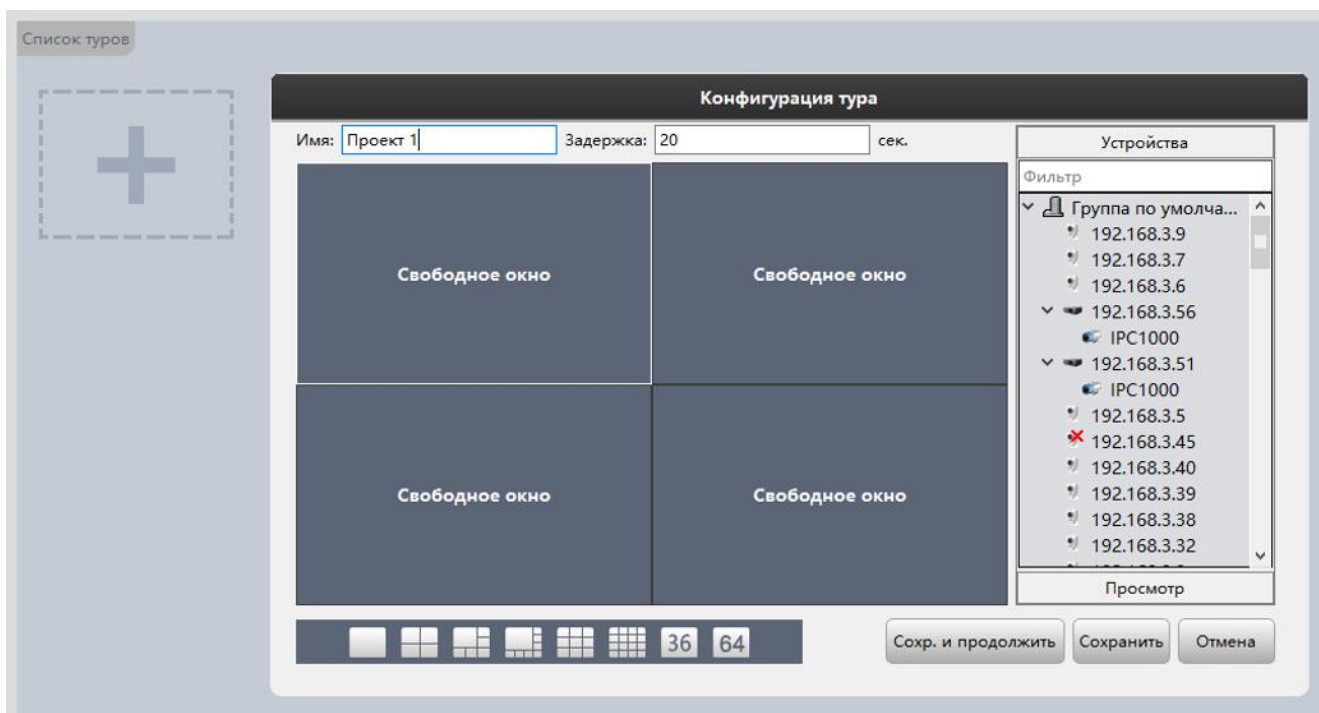 Список туров
Конфигурация тура
Имя: Проект 1 Задержка: 20 сек.
Устройства
Фильтр
Группа по умолча...
192.168.3.9
192.168.3.7
192.168.3.6
192.168.3.56
IPC1000
192.168.3.51
IPC1000
192.168.3.5
192.168.3.45
192.168.3.40
192.168.3.39
192.168.3.38
192.168.3.32
Просмотр
Свободное окно Свободное окно
Свободное окно Свободное окно
36 64
Сохр. и продолжить Сохранить Отмена